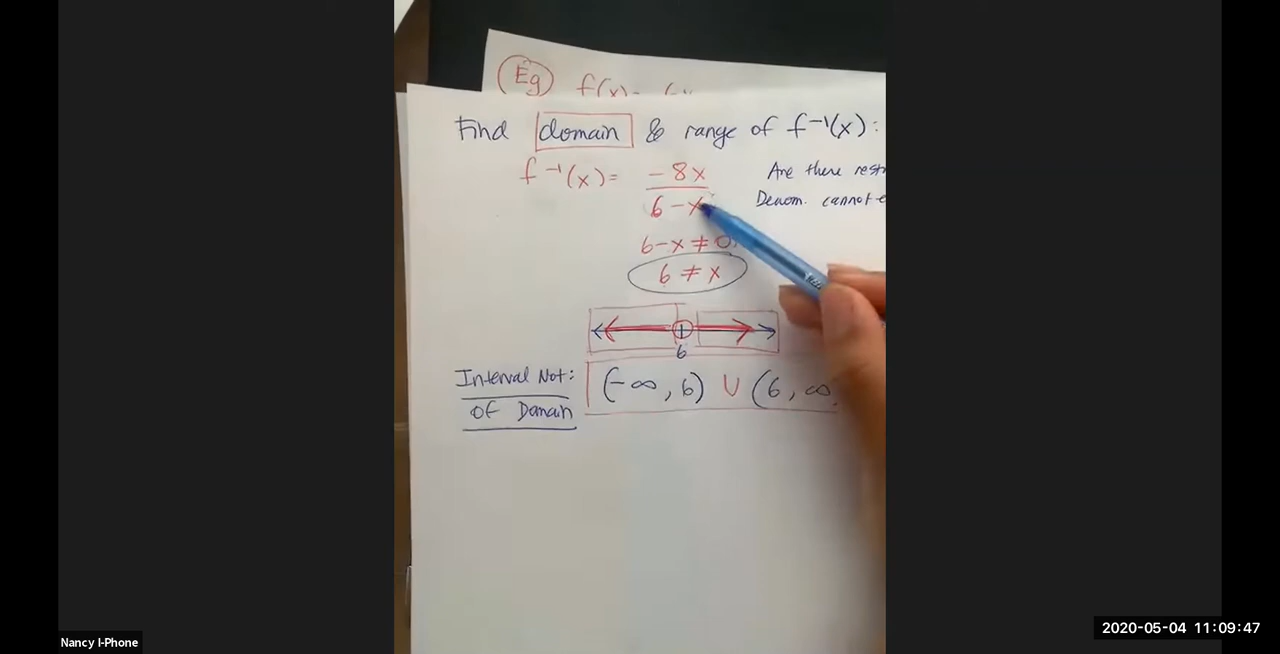 Eg f(x)=
Find domain & range of f⁻¹(x):
f⁻¹(x)= -8x
6-x
Are there
Denom. cannot
6-x≠0
6≠x
6
Interval Not:
OF Domain
(-∞, 6) ∪ (6, ∞
Nancy I-Phone
2020-05-04 11:09:47